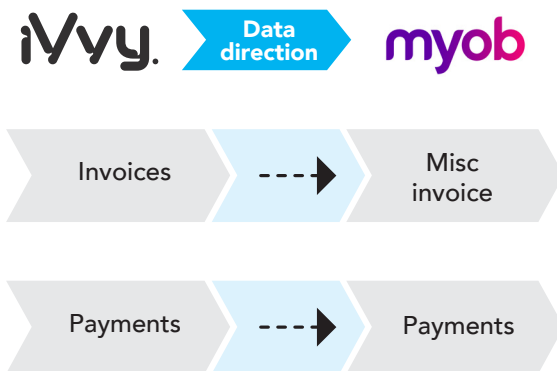 iVvy.
Data
direction
myob
Invoices
Misc
invoice
Payments
Payments